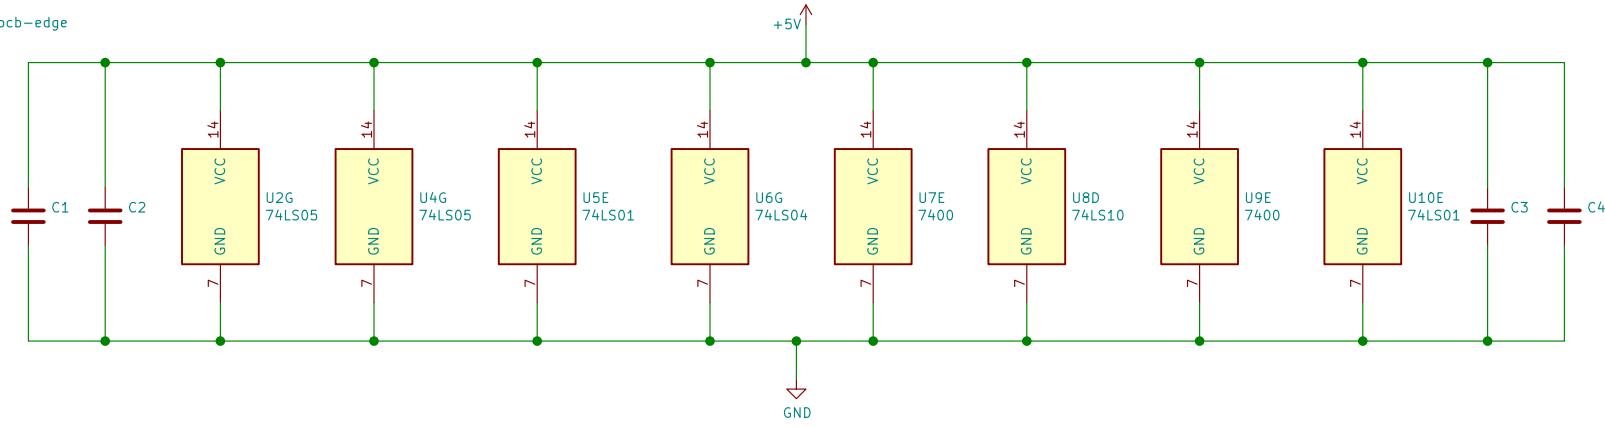 ocb-edge
+5V
14
14
14
14
14
14
14
14
VCC
VCC
VCC
VCC
VCC
VCC
VCC
VCC
C1
C2
U2G
74LS05
U4G
74LS05
U5E
74LS01
U6G
74LS04
U7E
7400
U8D
74LS10
U9E
7400
U10E
74LS01
C3
C4
GND
GND
GND
GND
GND
GND
GND
GND
7
7
7
7
7
7
7
7
GND